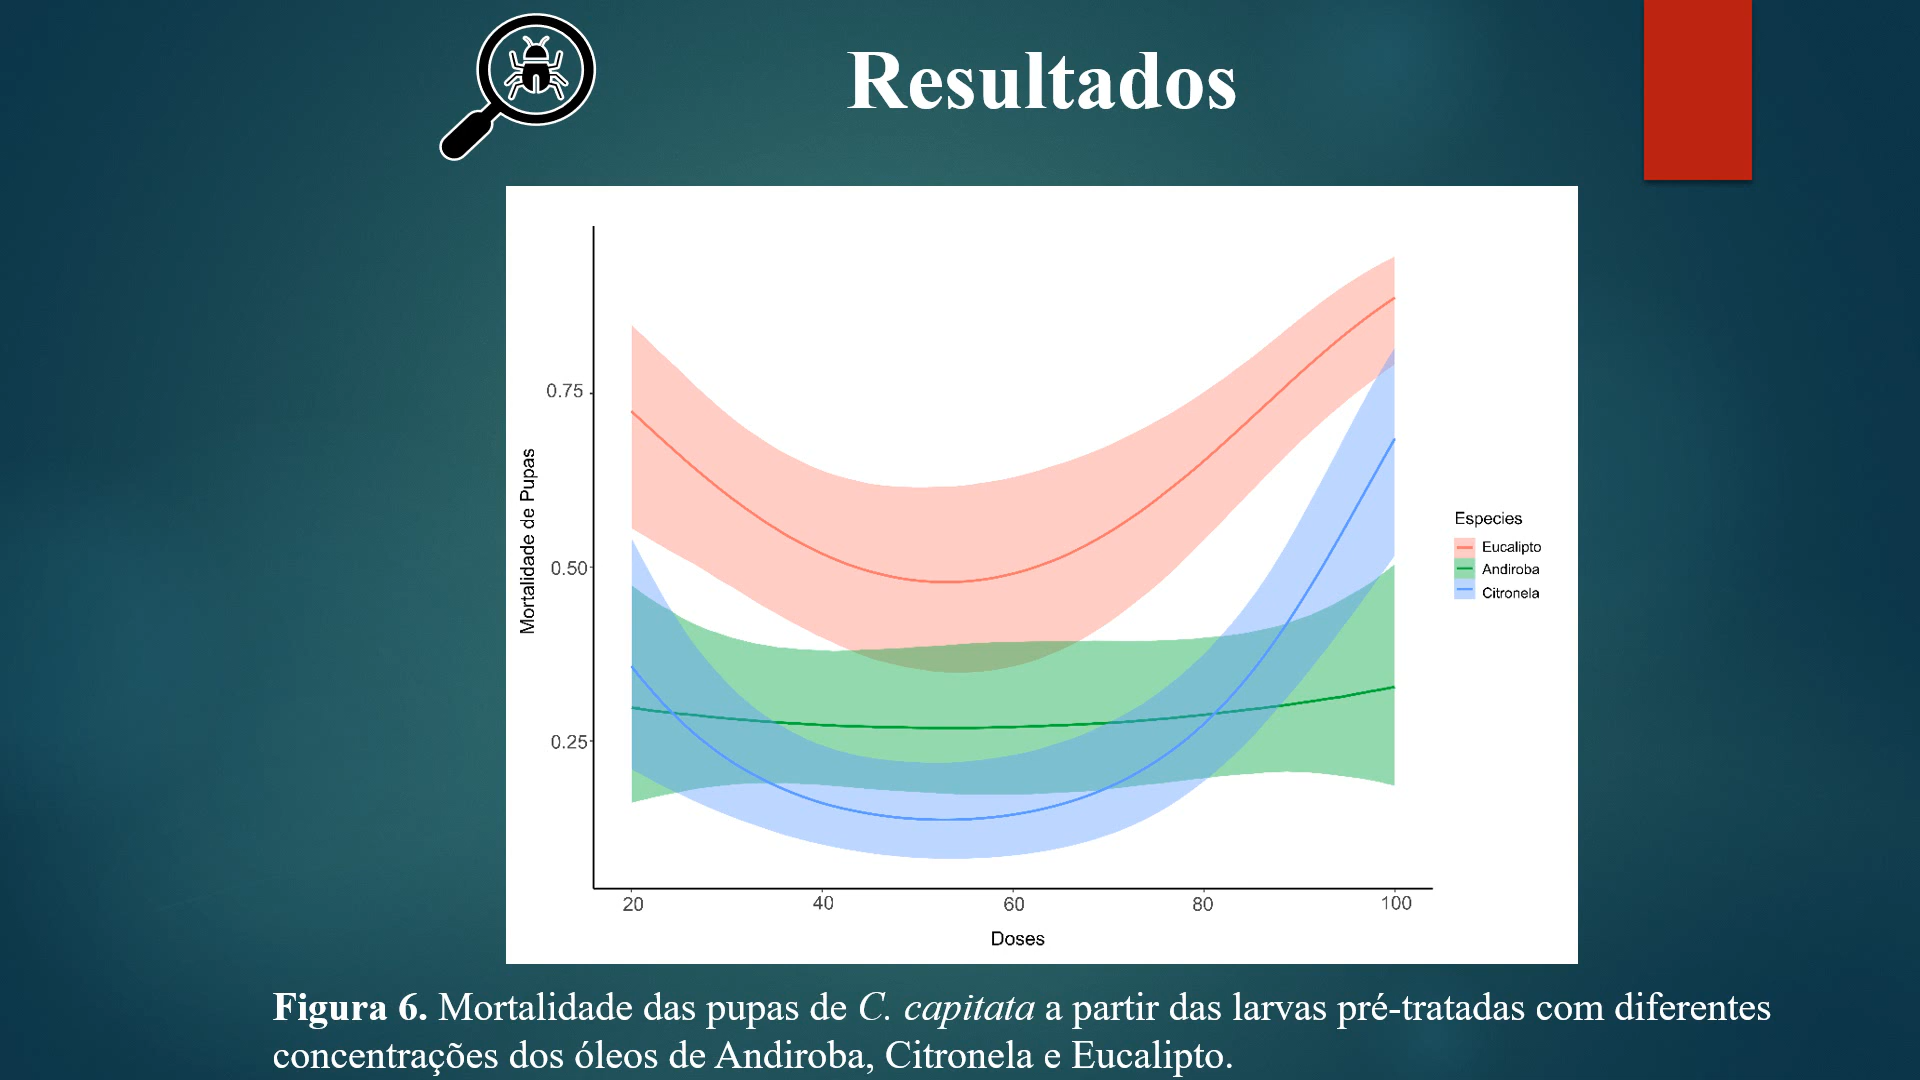 Resultados
0.75
0.50
0.25
Mortalidade de Pupas
20 40 60 80 100
Doses
Especies
Eucalipto
Andiroba
Citronela
Figura 6. Mortalidade das pupas de C. capitata a partir das larvas pré-tratadas com diferentes
concentrações dos óleos de Andiroba, Citronela e Eucalipto.